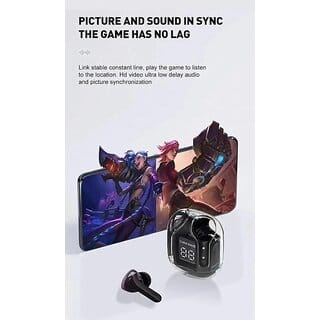 PICTURE AND SOUND IN SYNC
THE GAME HAS NO LAG
Link stable constant line, play the game to listen
to the location. Hd video ultra low delay audio
and picture synchronization
88